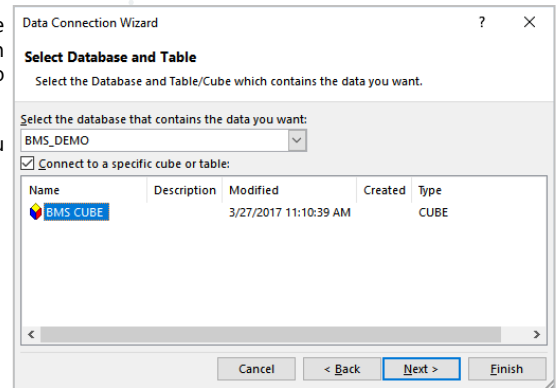 Data Connection Wizard
Select Database and Table
Select the Database and Table/Cube which contains the data you want.
Select the database that contains the data you want:
BMS_DEMO
Connect to a specific cube or table:
Name Description Modified Created Type
BMS CUBE 3/27/2017 11:10:39 AM CUBE
Cancel < Back Next > Finish